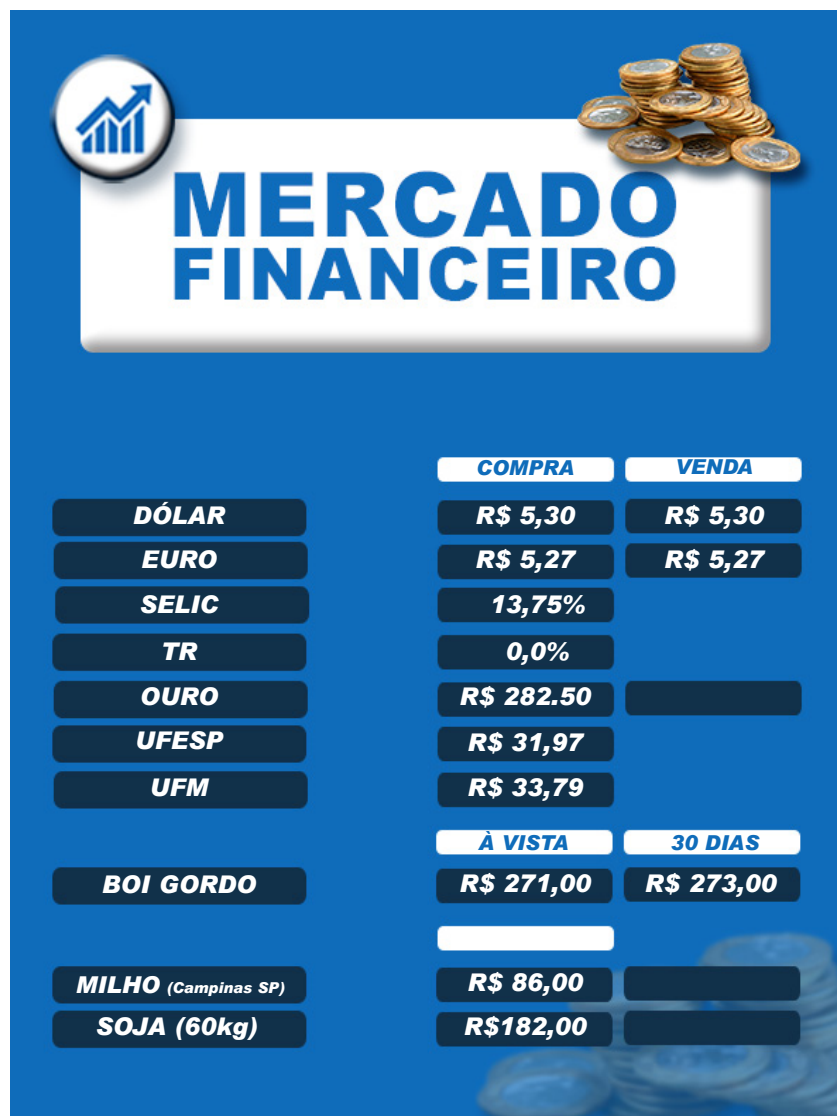 MERCADO
FINANCEIRO
COMPRA VENDA
DÓLAR R$ 5,30 R$ 5,30
EURO R$ 5,27 R$ 5,27
SELIC 13,75%
TR 0,0%
OURO R$ 282.50
UFESP R$ 31,97
UFM R$ 33,79
À VISTA 30 DIAS
BOI GORDO R$ 271,00 R$ 273,00
MILHO (Campinas SP) R$ 86,00
SOJA (60kg) R$182,00